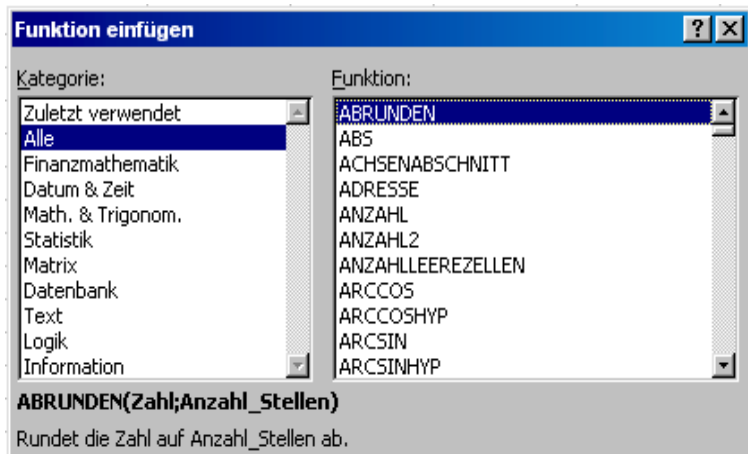 Funktion einfügen
Kategorie:
Zuletzt verwendet
Alle
Finanzmathematik
Datum & Zeit
Math. & Trigonom.
Statistik
Matrix
Datenbank
Text
Logik
Information
Funktion:
ABRUNDEN
ABS
ACHSENABSCHNITT
ADRESSE
ANZAHL
ANZAHL2
ANZAHLLEEREZELLEN
ARCCOS
ARCCOSHYP
ARCSIN
ARCSINHYP
ABRUNDEN(Zahl;Anzahl_Stellen)
Rundet die Zahl auf Anzahl_Stellen ab.